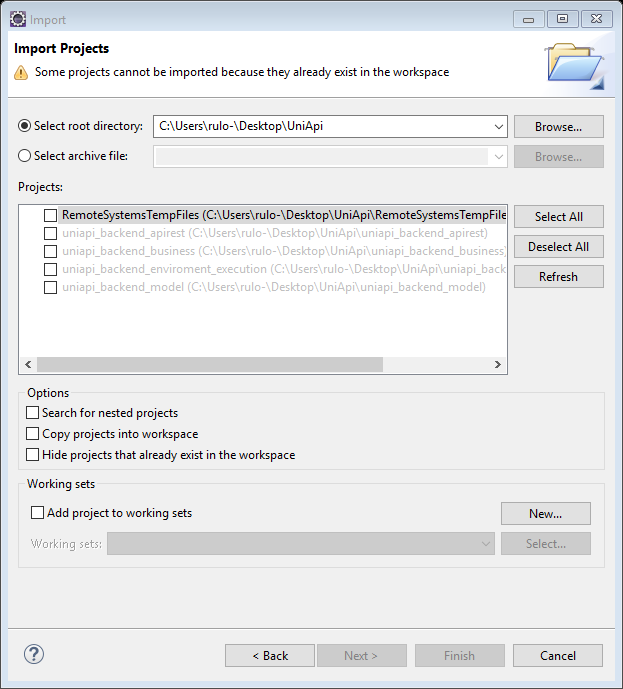 Import
Import Projects
Some projects cannot be imported because they already exist in the workspace
Select root directory: C:\Users\rulo-\Desktop\UniApi Browse...
Select archive file: Browse...
Projects:
RemoteSystemsTempFiles (C:\Users\rulo-\Desktop\UniApi\RemoteSystemsTempFile
uniapi_backend_apirest (C:\Users\rulo-\Desktop\UniApi\uniapi_backend_apirest)
uniapi_backend_business (C:\Users\rulo-\Desktop\UniApi\uniapi_backend_business)
uniapi_backend_enviroment_execution (C:\Users\rulo-\Desktop\UniApi\uniapi_back
uniapi_backend_model (C:\Users\rulo-\Desktop\UniApi\uniapi_backend_model)
Select All
Deselect All
Refresh
Options
Search for nested projects
Copy projects into workspace
Hide projects that already exist in the workspace
Working sets
Add project to working sets New...
Working sets: Select...
? < Back Next > Finish Cancel